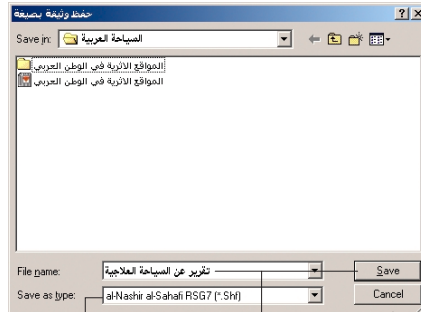 حفظ وثيقة بصيغة
Save in: السياحة العربية
المواقع الاثرية في الوطن العربي
المواقع الاثرية في الوطن العربي
File name: تقرير عن السياحة العلاجية Save
Save as type: al-Nashir al-Sahafi RSG7 (*.Shf) Cancel